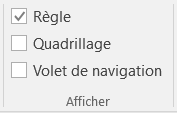 Règle
Quadrillage
Volet de navigation
Afficher